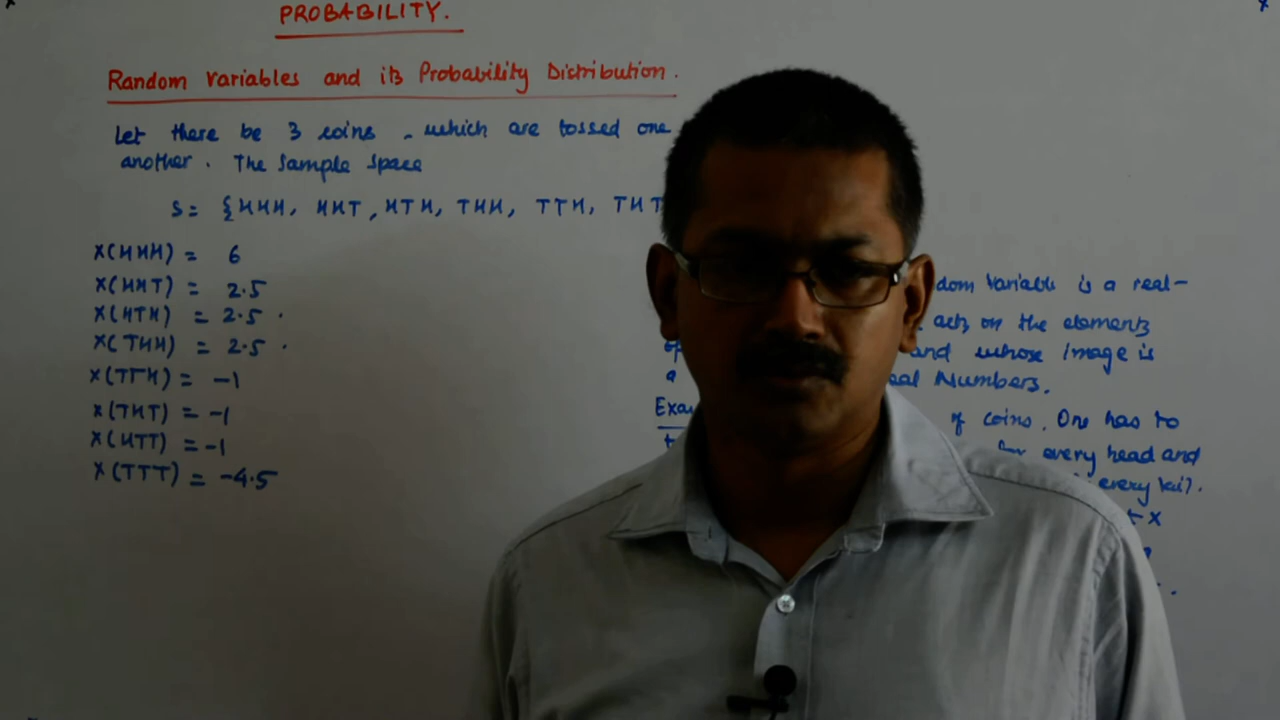 PROBABILITY.
Random variables and its Probability Distribution.
Let there be 3 coins, which are tossed one
another. The Sample Space
S = {HHH, HHT, HTH, THH, TTH, THT
X(HHH) = 6
X(HHT) = 2.5
X(HTH) = 2.5 .
X(THH) = 2.5 .
X(TTH) = -1
X(THT) = -1
X(HTT) = -1
X(TTT) = -4.5
dom Variable is a real-
acts on the elements
of and whose image is
a eal Numbers.
Exa of coins. One has to
for every head and
every tail.
X